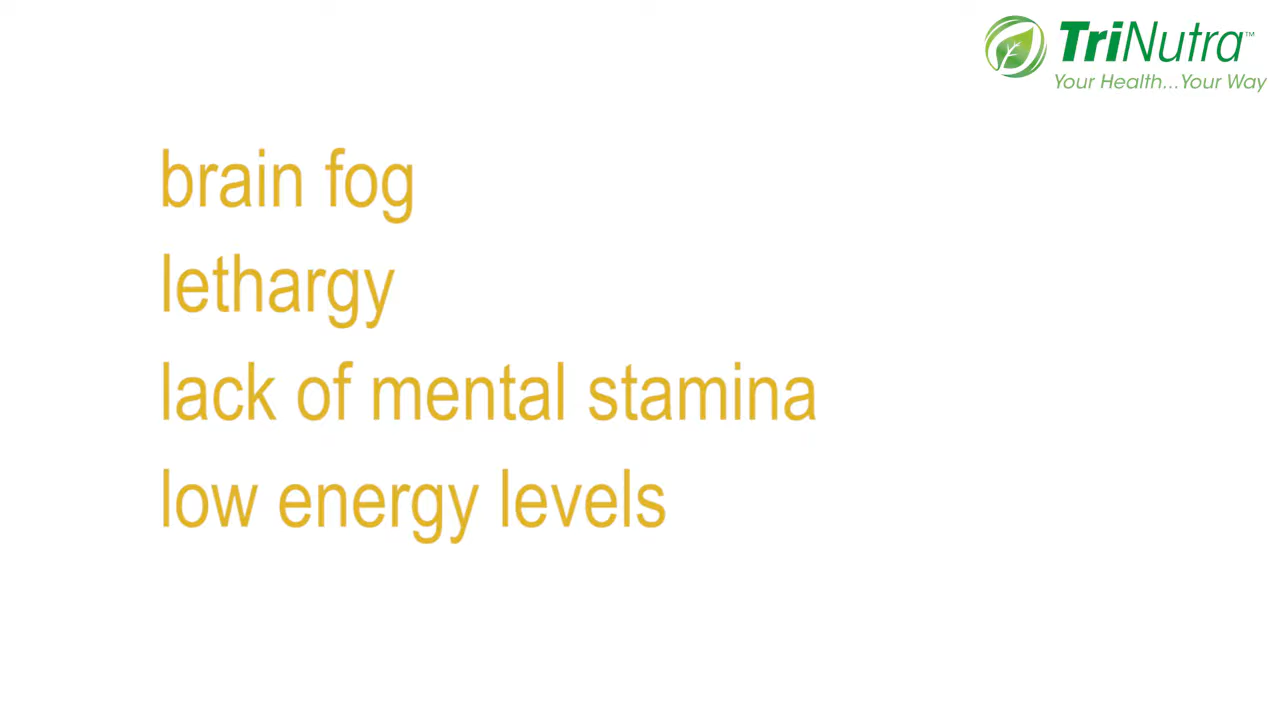 TriNutra™
Your Health...Your Way
brain fog
lethargy
lack of mental stamina
low energy levels